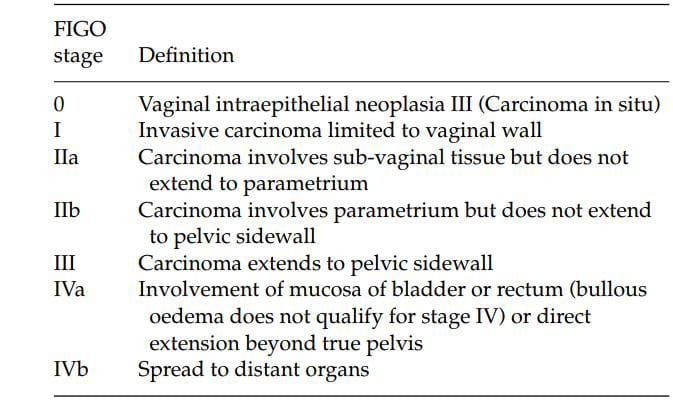 FIGO
stage Definition
0 Vaginal intraepithelial neoplasia III (Carcinoma in situ)
I Invasive carcinoma limited to vaginal wall
IIa Carcinoma involves sub-vaginal tissue but does not
extend to parametrium
IIb Carcinoma involves parametrium but does not extend
to pelvic sidewall
III Carcinoma extends to pelvic sidewall
IVa Involvement of mucosa of bladder or rectum (bullous
oedema does not qualify for stage IV) or direct
extension beyond true pelvis
IVb Spread to distant organs